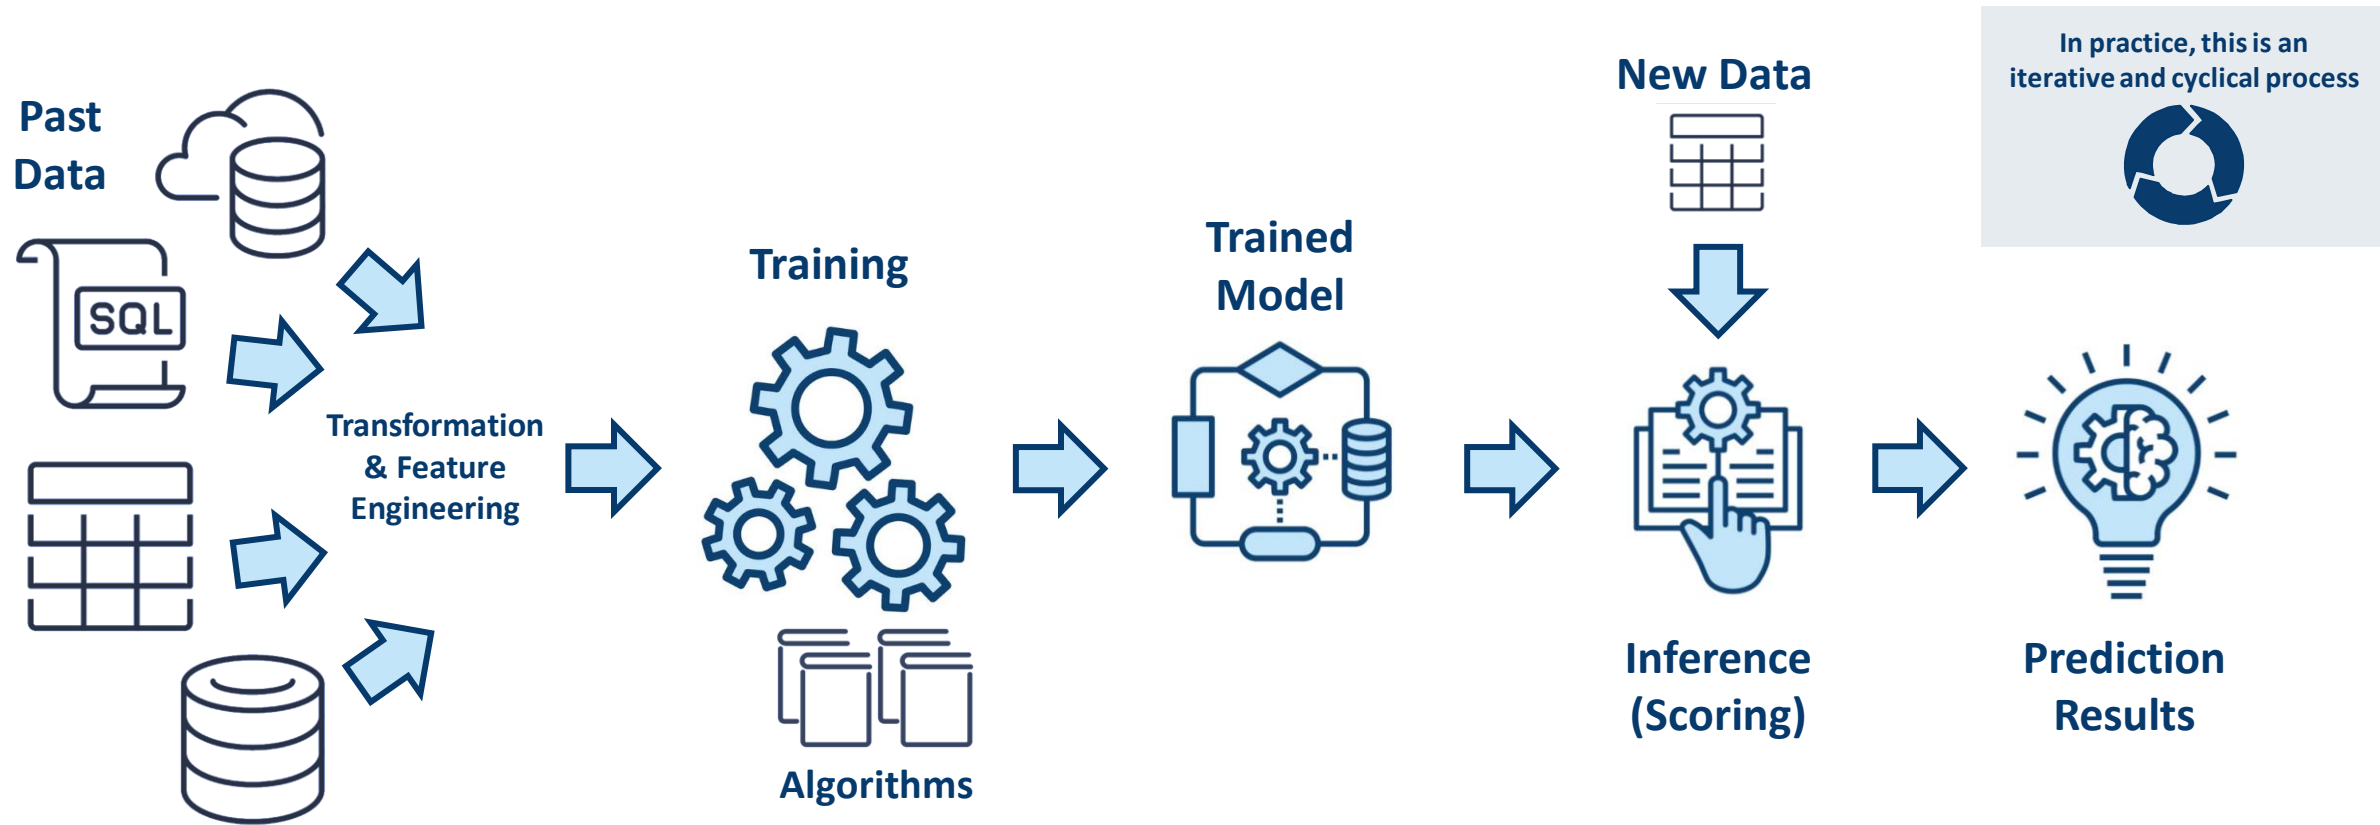 Past
Data
SQL
Transformation
& Feature
Engineering
Training
Algorithms
Trained
Model
New Data
Inference
(Scoring)
Prediction
Results
In practice, this is an
iterative and cyclical process